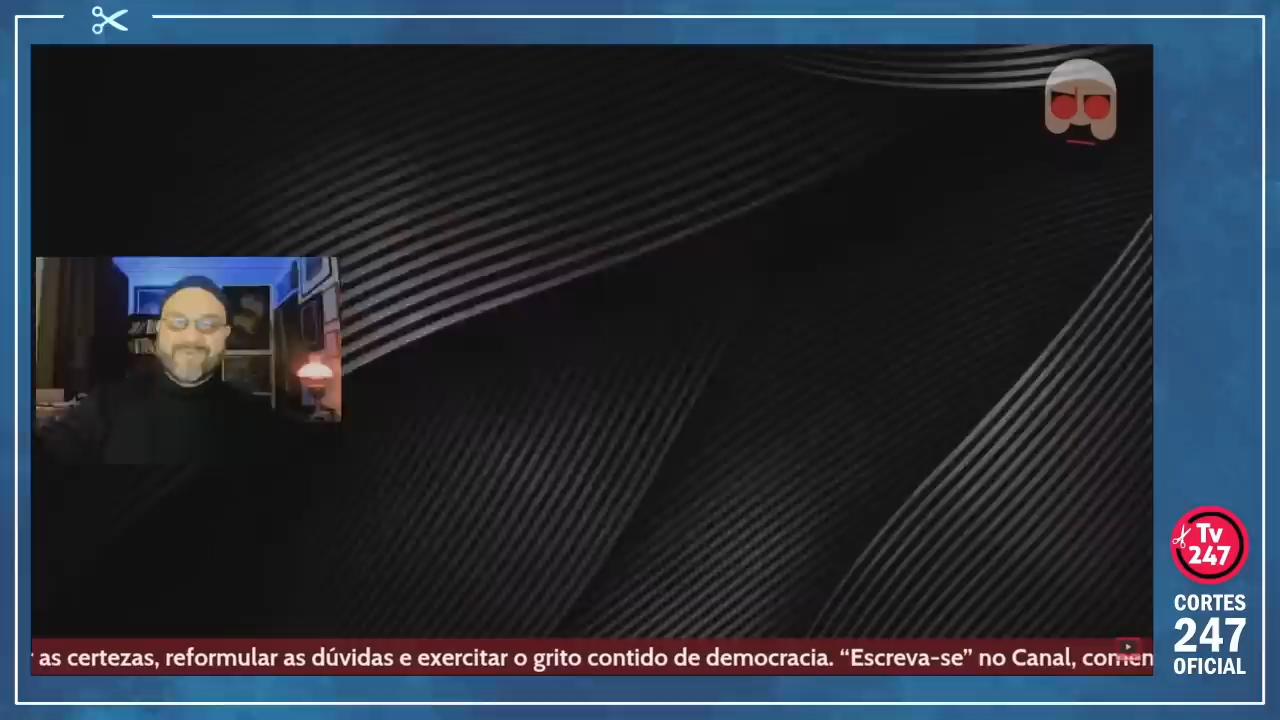 as certezas, reformular as dúvidas e exercitar o grito contido de democracia. “Escreva-se” no Canal, comen
Tv
247
CORTES
247
OFICIAL